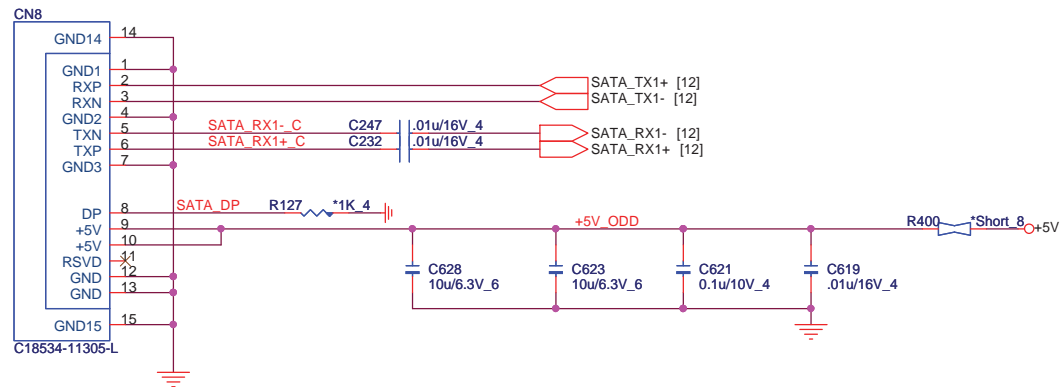 CN8
GND14 14
GND1 1
RXP 2 SATA_TX1+ [12]
RXN 3 SATA_TX1- [12]
GND2 4
TXN 5 SATA_RX1-_C C247 .01u/16V_4 SATA_RX1- [12]
TXP 6 SATA_RX1+_C C232 .01u/16V_4 SATA_RX1+ [12]
GND3 7
DP 8 SATA_DP R127 *1K_4
+5V 9 +5V_ODD R400 *Short_8 +5V
+5V 10
RSVD 11
GND 12
GND 13
C628 C623 C621 C619
10u/6.3V_6 10u/6.3V_6 0.1u/10V_4 .01u/16V_4
GND15 15
C18534-11305-L